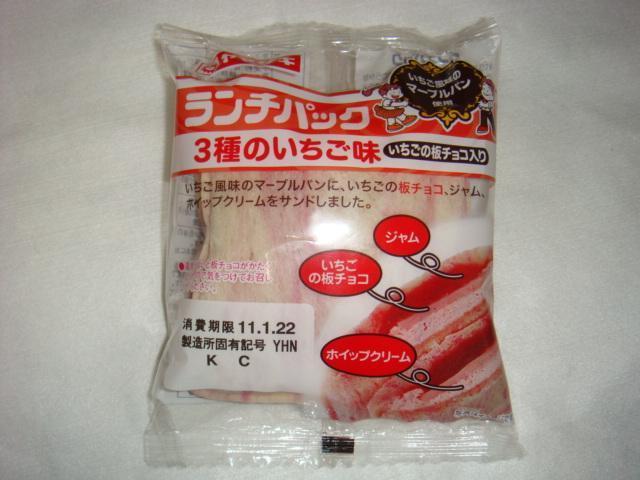 いちご風味の
マーブルパン
使用
ランチパック
3種のいちご味
いちごの板チョコ入り
いちご風味のマーブルパンに、いちごの板チョコ、ジャム、
ホイップクリームをサンドしました。
ジャム
いちご
の板チョコ
ホイップクリーム
消費期限 11.1.22
製造所固有記号 YHN
K C